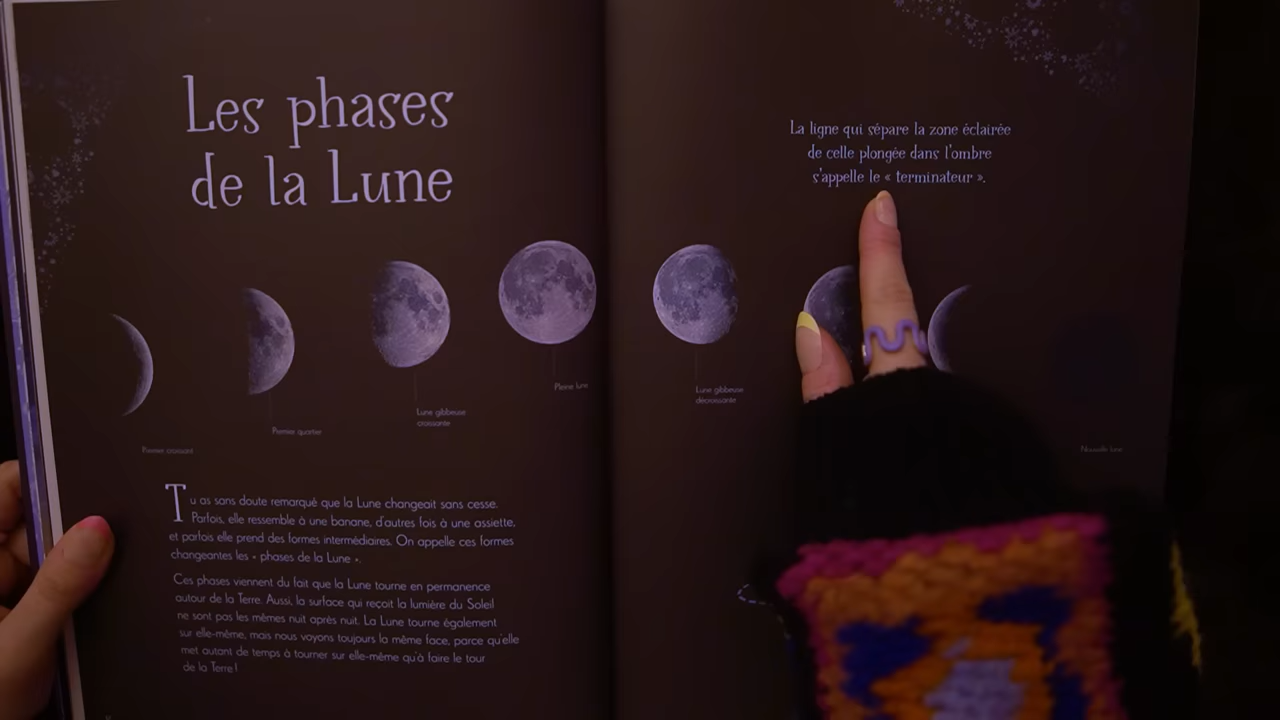 Les phases
de la Lune
La ligne qui sépare la zone éclairée
de celle plongée dans l'ombre
s'appelle le « terminateur ».
Premier croissant
Premier quartier
Lune gibbeuse
croissante
Pleine lune
Lune gibbeuse
décroissante
Nouvelle lune
Tu as sans doute remarqué que la Lune changeait sans cesse.
Parfois, elle ressemble à une banane, d'autres fois à une assiette,
et parfois elle prend des formes intermédiaires. On appelle ces formes
changeantes les « phases de la Lune ».
Ces phases viennent du fait que la Lune tourne en permanence
autour de la Terre. Aussi, la surface qui reçoit la lumière du Soleil
ne sont pas les mêmes nuit après nuit. La Lune tourne également
sur elle-même, mais nous voyons toujours la même face, parce qu'elle
met autant de temps à tourner sur elle-même qu'à faire le tour
de la Terre !